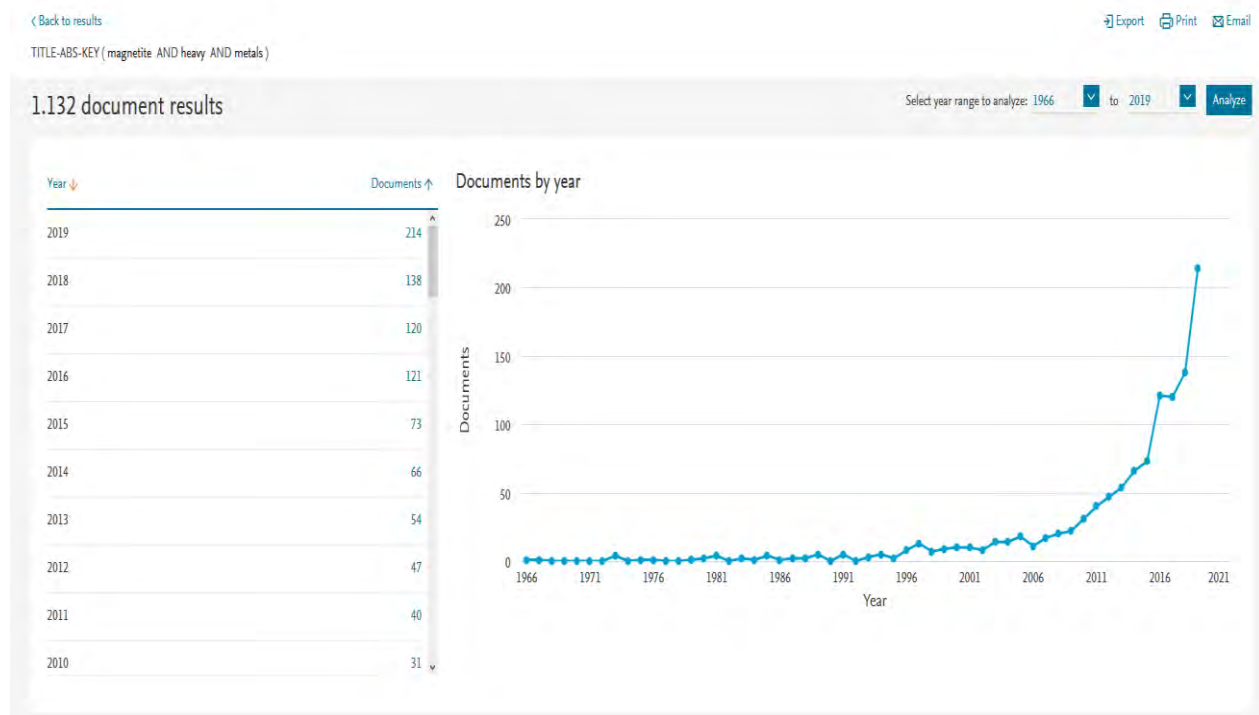 Back to results
Export Print Email
TITLE-ABS-KEY ( magnetite AND heavy AND metals )
1.132 document results
Select year range to analyze: 1966 to 2019 Analyze
Year Documents
2019 214
2018 138
2017 120
2016 121
2015 73
2014 66
2013 54
2012 47
2011 40
2010 31
Documents by year
250
200
150
100
50
0
Documents
1966 1971 1976 1981 1986 1991 1996 2001 2006 2011 2016 2021
Year